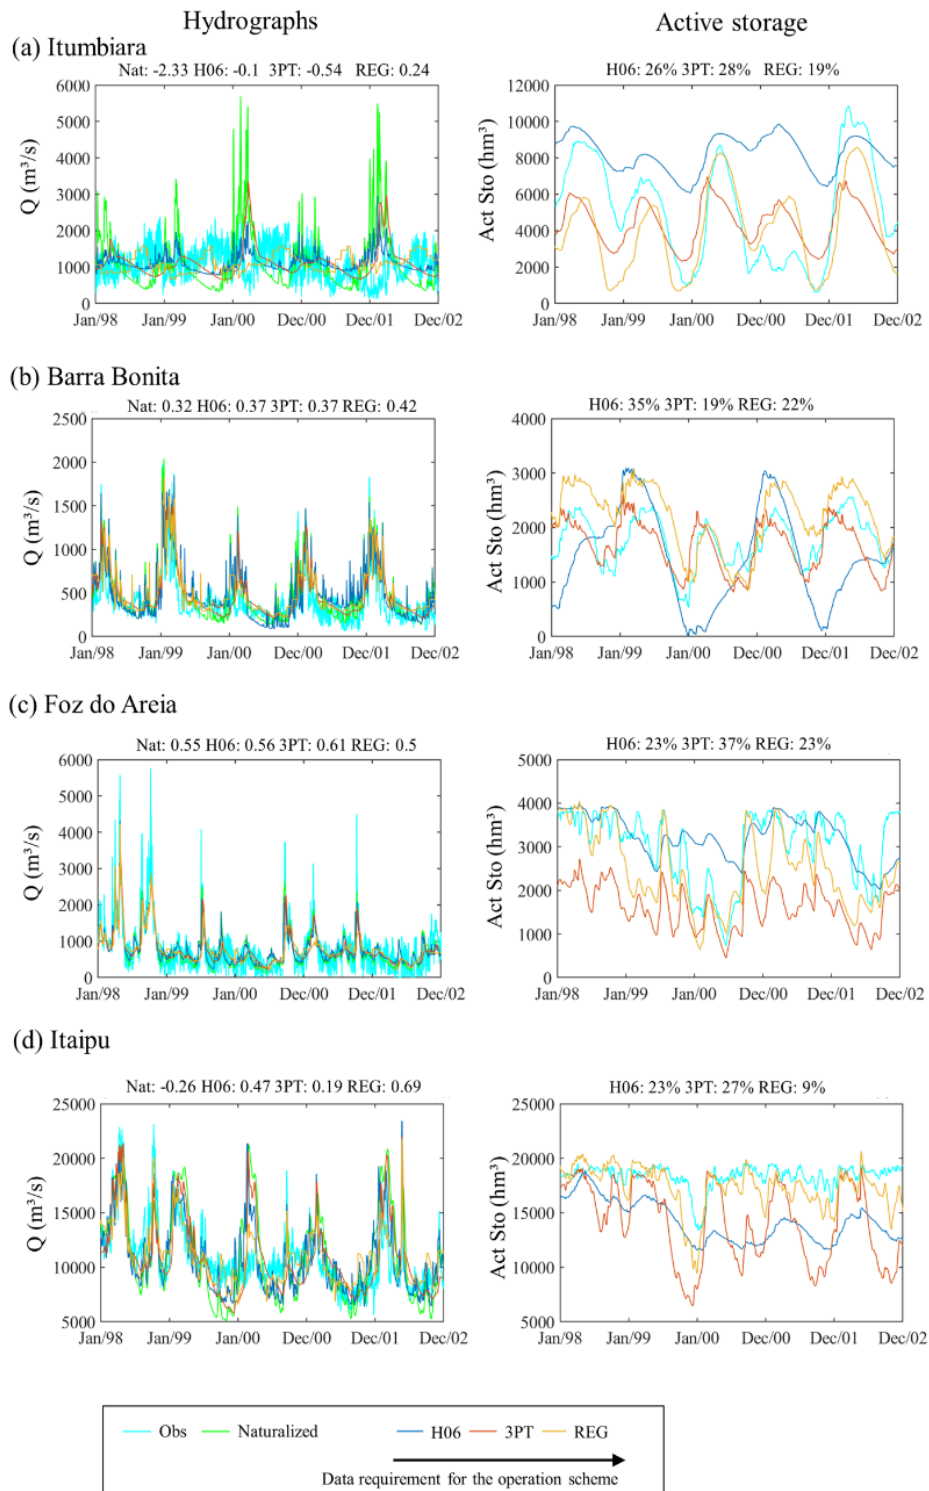 Hydrographs
Active storage
(a) Itumbiara
Nat: -2.33 H06: -0.1 3PT: -0.54 REG: 0.24
H06: 26% 3PT: 28% REG: 19%
Q (m³/s)
6000
5000
4000
3000
2000
1000
0
Jan/98 Jan/99 Jan/00 Dec/00 Dec/01 Dec/02
Act Sto (hm³)
12000
10000
8000
6000
4000
2000
0
Jan/98 Jan/99 Jan/00 Dec/00 Dec/01 Dec/02
(b) Barra Bonita
Nat: 0.32 H06: 0.37 3PT: 0.37 REG: 0.42
H06: 35% 3PT: 19% REG: 22%
Q (m³/s)
2500
2000
1500
1000
500
0
Jan/98 Jan/99 Jan/00 Dec/00 Dec/01 Dec/02
Act Sto (hm³)
4000
3000
2000
1000
0
Jan/98 Jan/99 Jan/00 Dec/00 Dec/01 Dec/02
(c) Foz do Areia
Nat: 0.55 H06: 0.56 3PT: 0.61 REG: 0.5
H06: 23% 3PT: 37% REG: 23%
Q (m³/s)
6000
5000
4000
3000
2000
1000
0
Jan/98 Jan/99 Jan/00 Dec/00 Dec/01 Dec/02
Act Sto (hm³)
5000
4000
3000
2000
1000
0
Jan/98 Jan/99 Jan/00 Dec/00 Dec/01 Dec/02
(d) Itaipu
Nat: -0.26 H06: 0.47 3PT: 0.19 REG: 0.69
H06: 23% 3PT: 27% REG: 9%
Q (m³/s)
25000
20000
15000
10000
5000
Jan/98 Jan/99 Jan/00 Dec/00 Dec/01 Dec/02
Act Sto (hm³)
25000
20000
15000
10000
5000
Jan/98 Jan/99 Jan/00 Dec/00 Dec/01 Dec/02
Obs Naturalized H06 3PT REG
Data requirement for the operation scheme